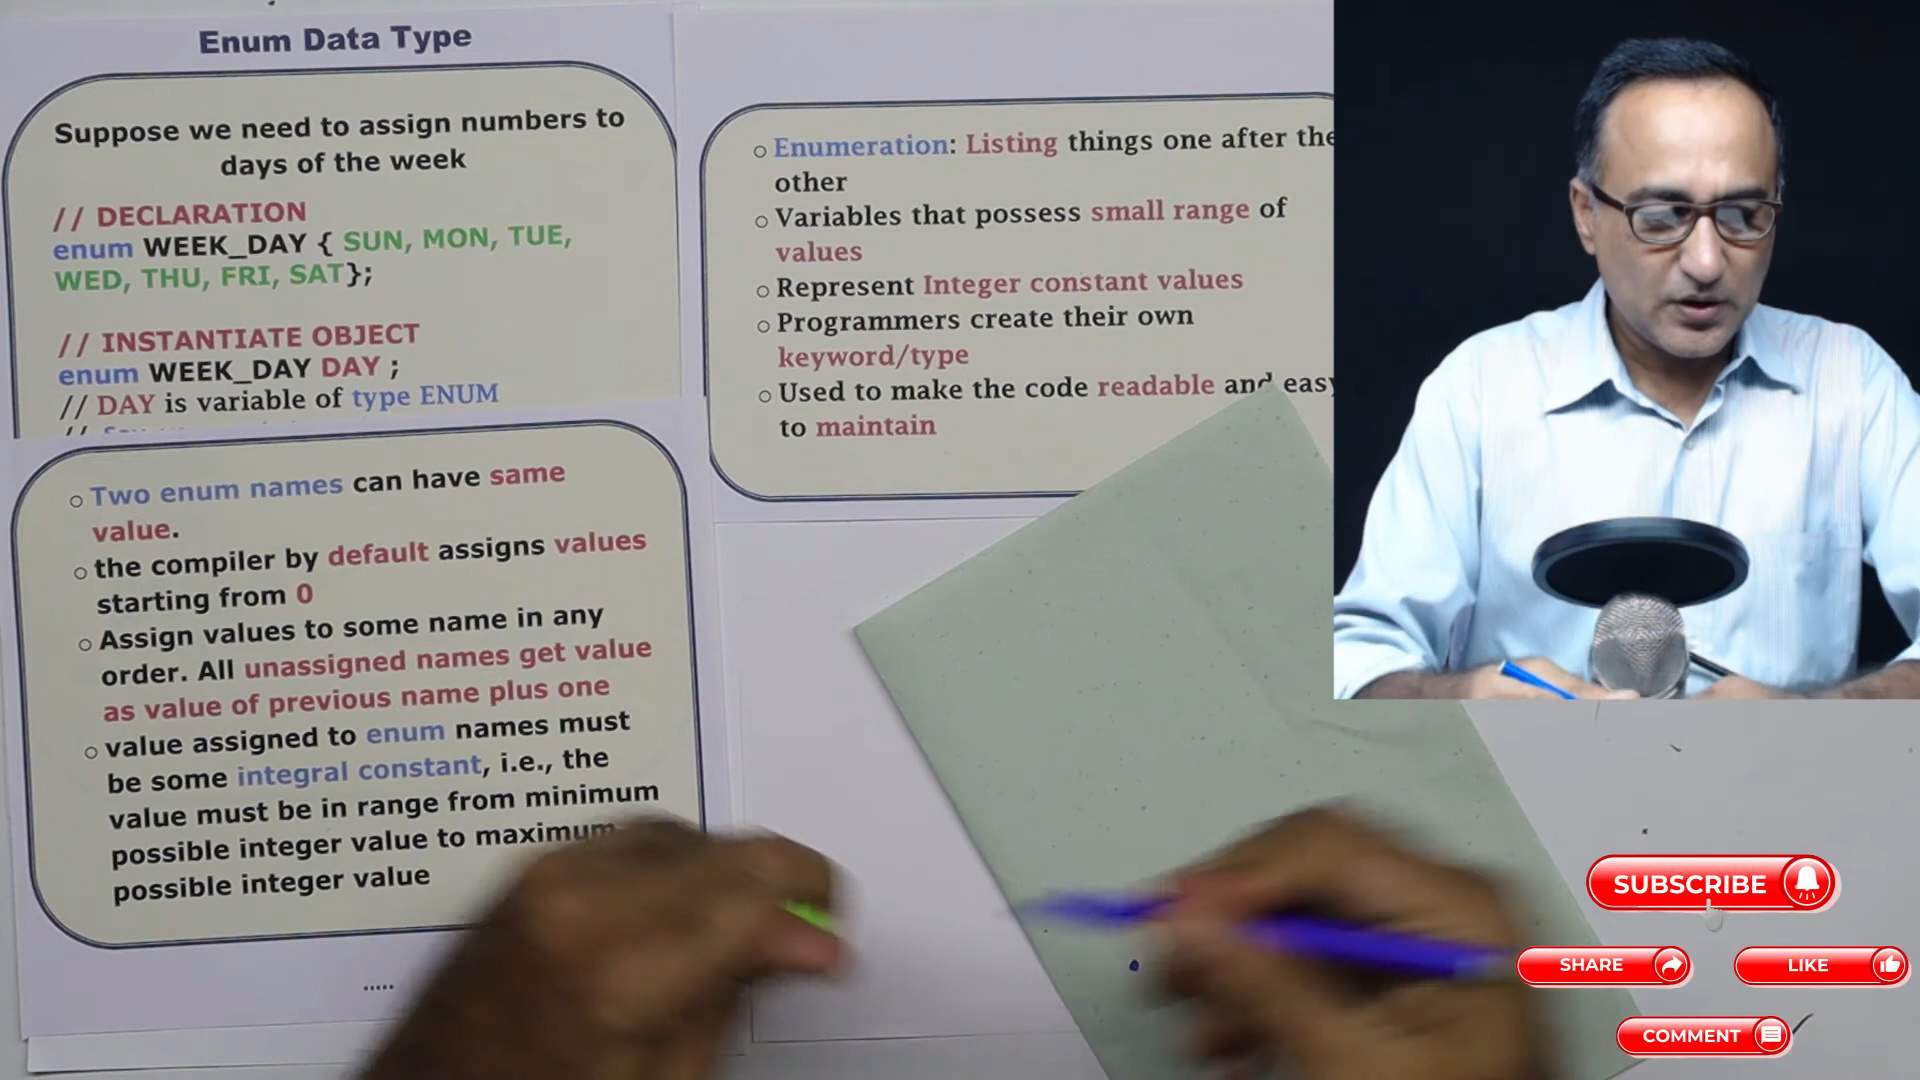 Enum Data Type
Suppose we need to assign numbers to
days of the week
// DECLARATION
enum WEEK_DAY { SUN, MON, TUE,
WED, THU, FRI, SAT};
// INSTANTIATE OBJECT
enum WEEK_DAY DAY ;
// DAY is variable of type ENUM
Two enum names can have same
value.
the compiler by default assigns values
starting from 0
Assign values to some name in any
order. All unassigned names get value
as value of previous name plus one
value assigned to enum names must
be some integral constant, i.e., the
value must be in range from minimum
possible integer value to maximum
possible integer value
.....
Enumeration: Listing things one after the
other
Variables that possess small range of
values
Represent Integer constant values
Programmers create their own
keyword/type
Used to make the code readable and easy
to maintain
SUBSCRIBE
SHARE
LIKE
COMMENT